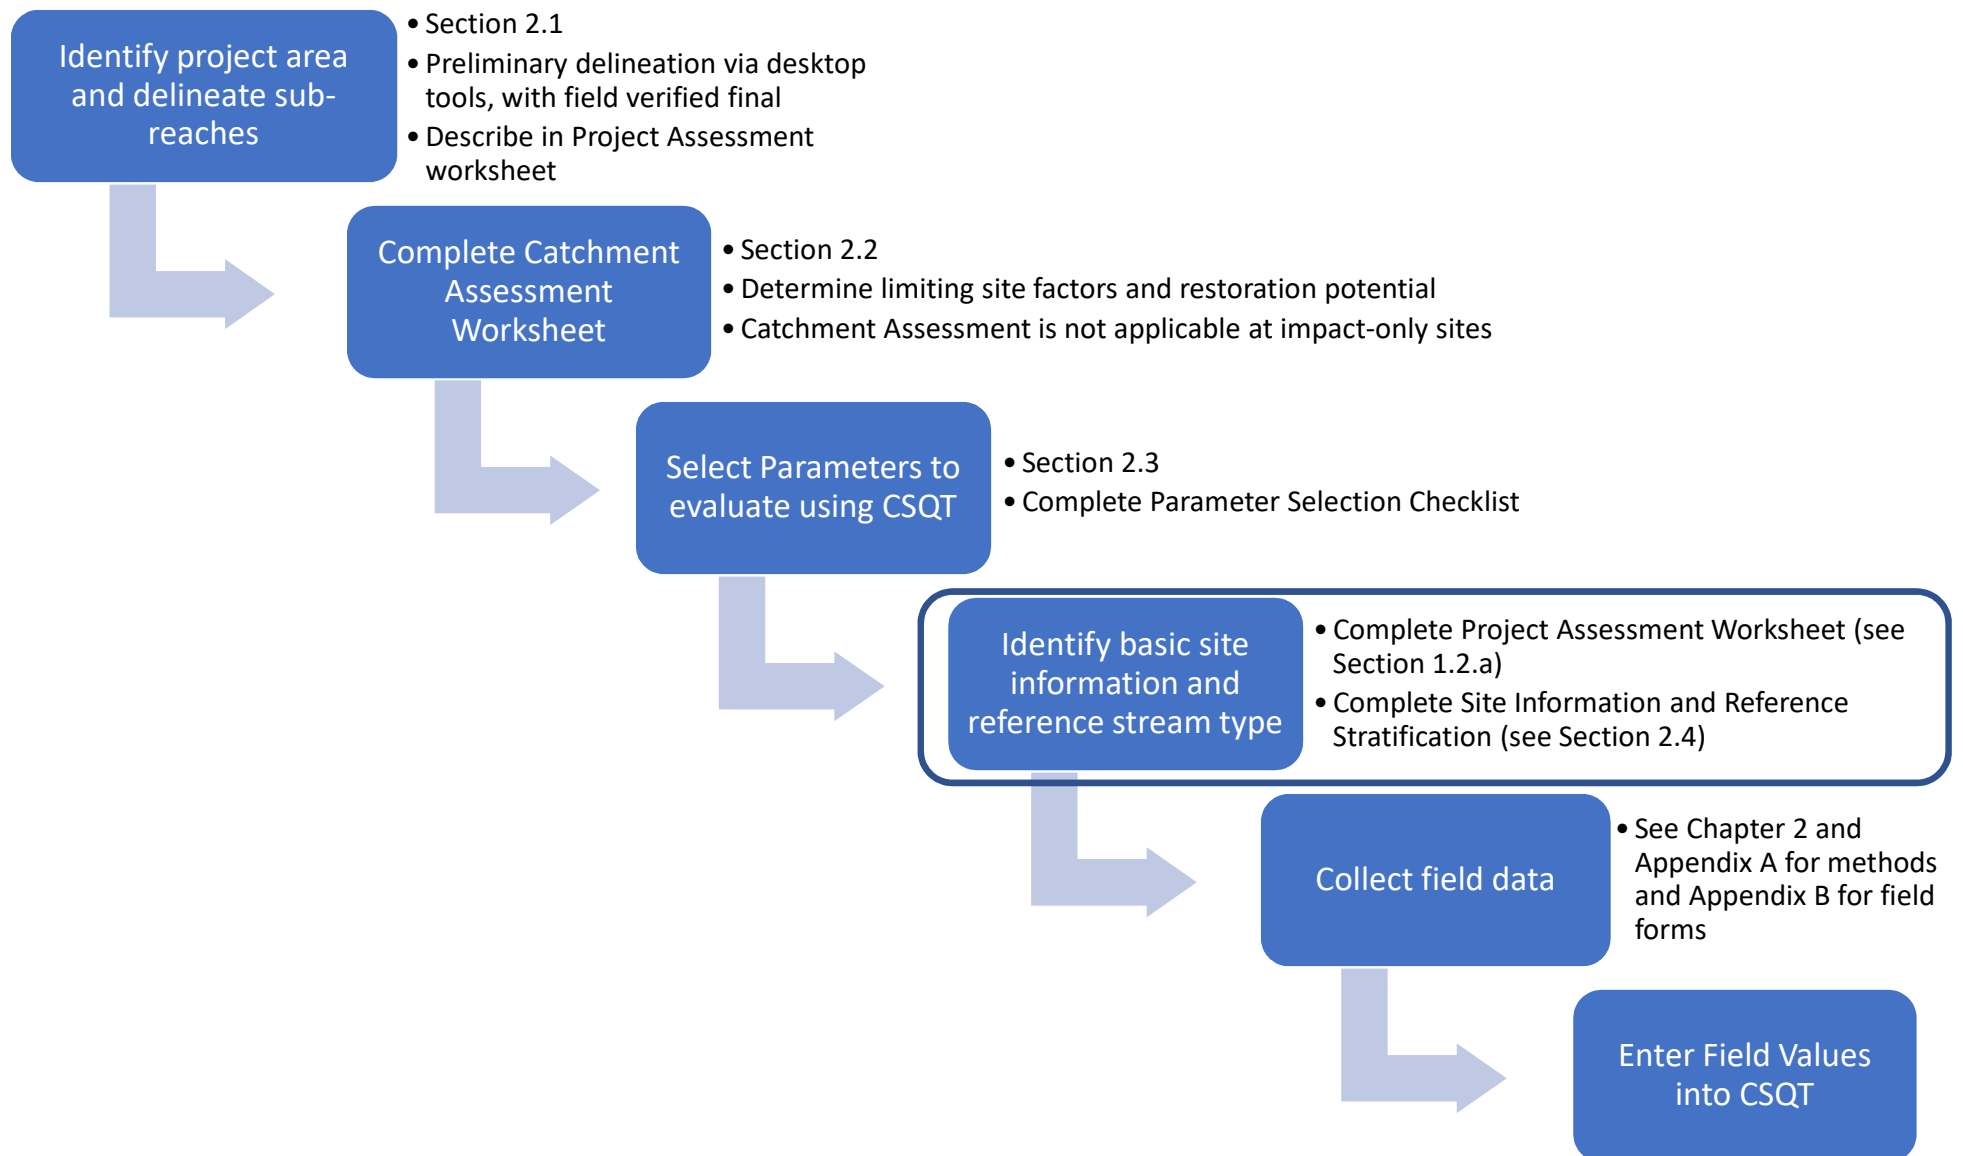 Identify project area
and delineate sub-
reaches
• Section 2.1
• Preliminary delineation via desktop
tools, with field verified final
• Describe in Project Assessment
worksheet
Complete Catchment
Assessment
Worksheet
• Section 2.2
• Determine limiting site factors and restoration potential
• Catchment Assessment is not applicable at impact-only sites
Select Parameters to
evaluate using CSQT
• Section 2.3
• Complete Parameter Selection Checklist
Identify basic site
information and
reference stream type
• Complete Project Assessment Worksheet (see
Section 1.2.a)
• Complete Site Information and Reference
Stratification (see Section 2.4)
Collect field data
• See Chapter 2 and
Appendix A for methods
and Appendix B for field
forms
Enter Field Values
into CSQT